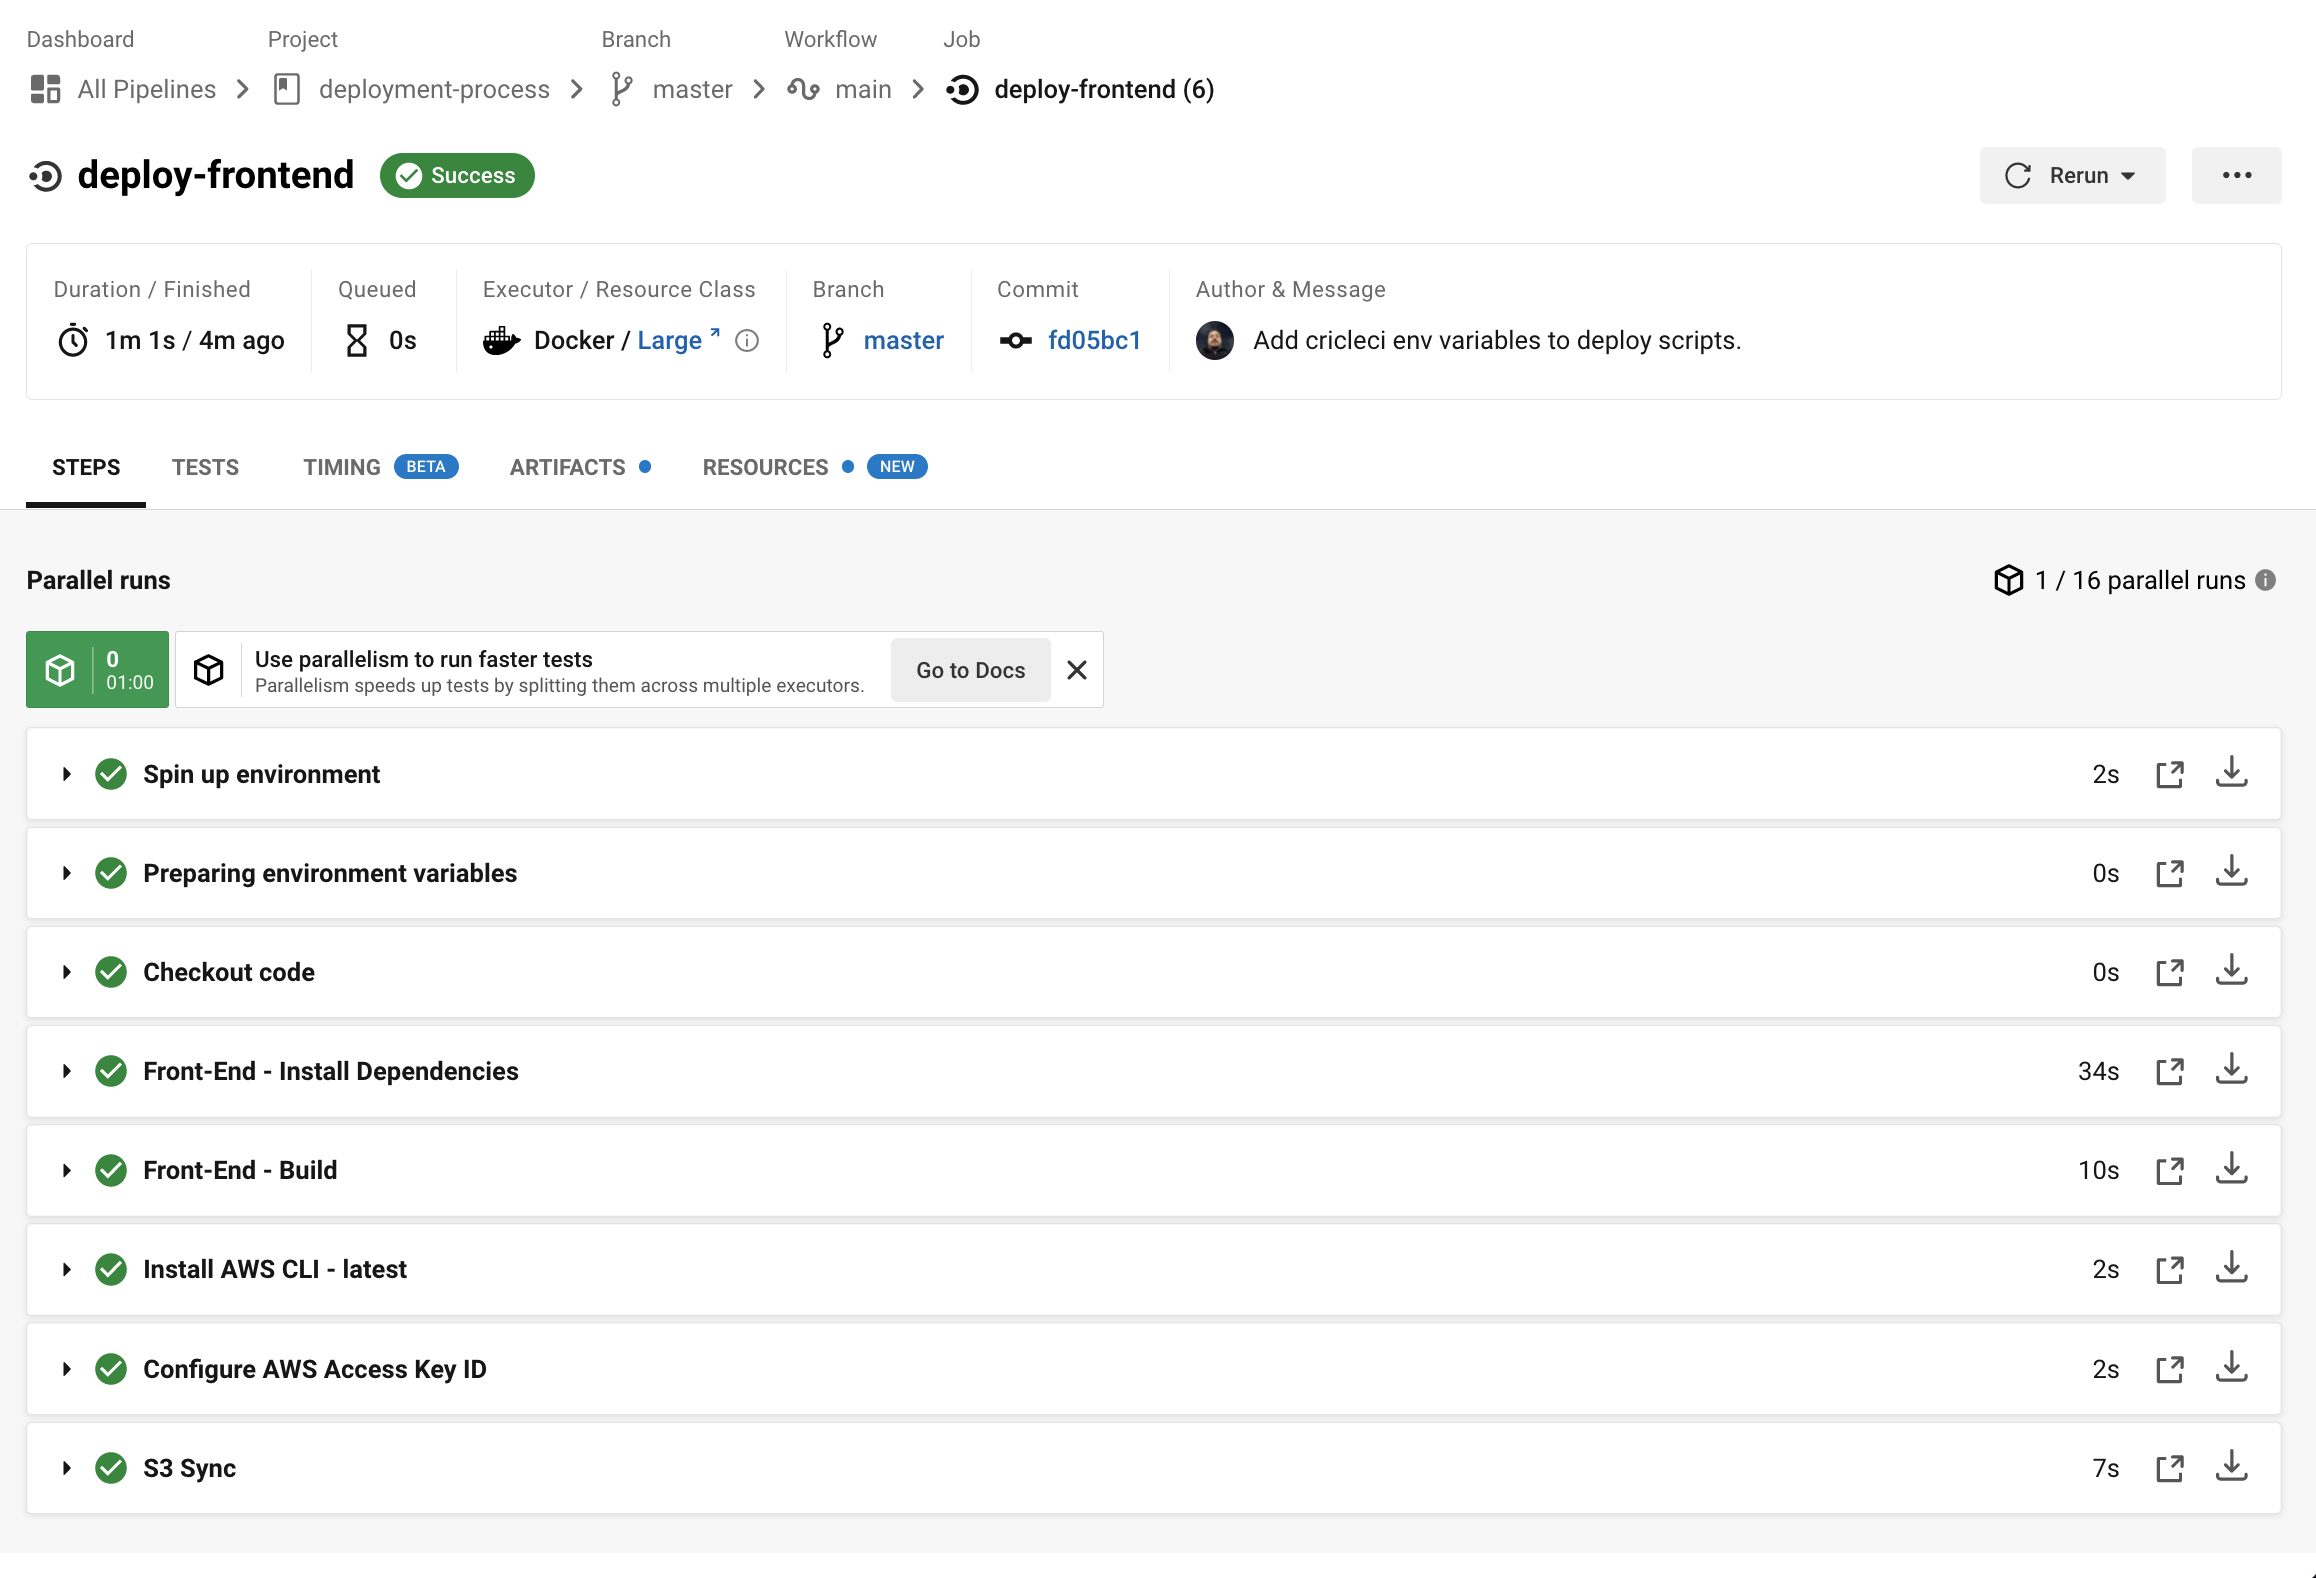 Dashboard Project Branch Workflow Job
All Pipelines deployment-process master main deploy-frontend (6)
deploy-frontend Success Rerun
Duration / Finished Queued Executor / Resource Class Branch Commit Author & Message
1m 1s / 4m ago 0s Docker / Large master fd05bc1 Add cricleci env variables to deploy scripts.
STEPS TESTS TIMING BETA ARTIFACTS RESOURCES NEW
Parallel runs 1 / 16 parallel runs
0
01:00
Use parallelism to run faster tests
Parallelism speeds up tests by splitting them across multiple executors.
Go to Docs
Spin up environment 2s
Preparing environment variables 0s
Checkout code 0s
Front-End - Install Dependencies 34s
Front-End - Build 10s
Install AWS CLI - latest 2s
Configure AWS Access Key ID 2s
S3 Sync 7s